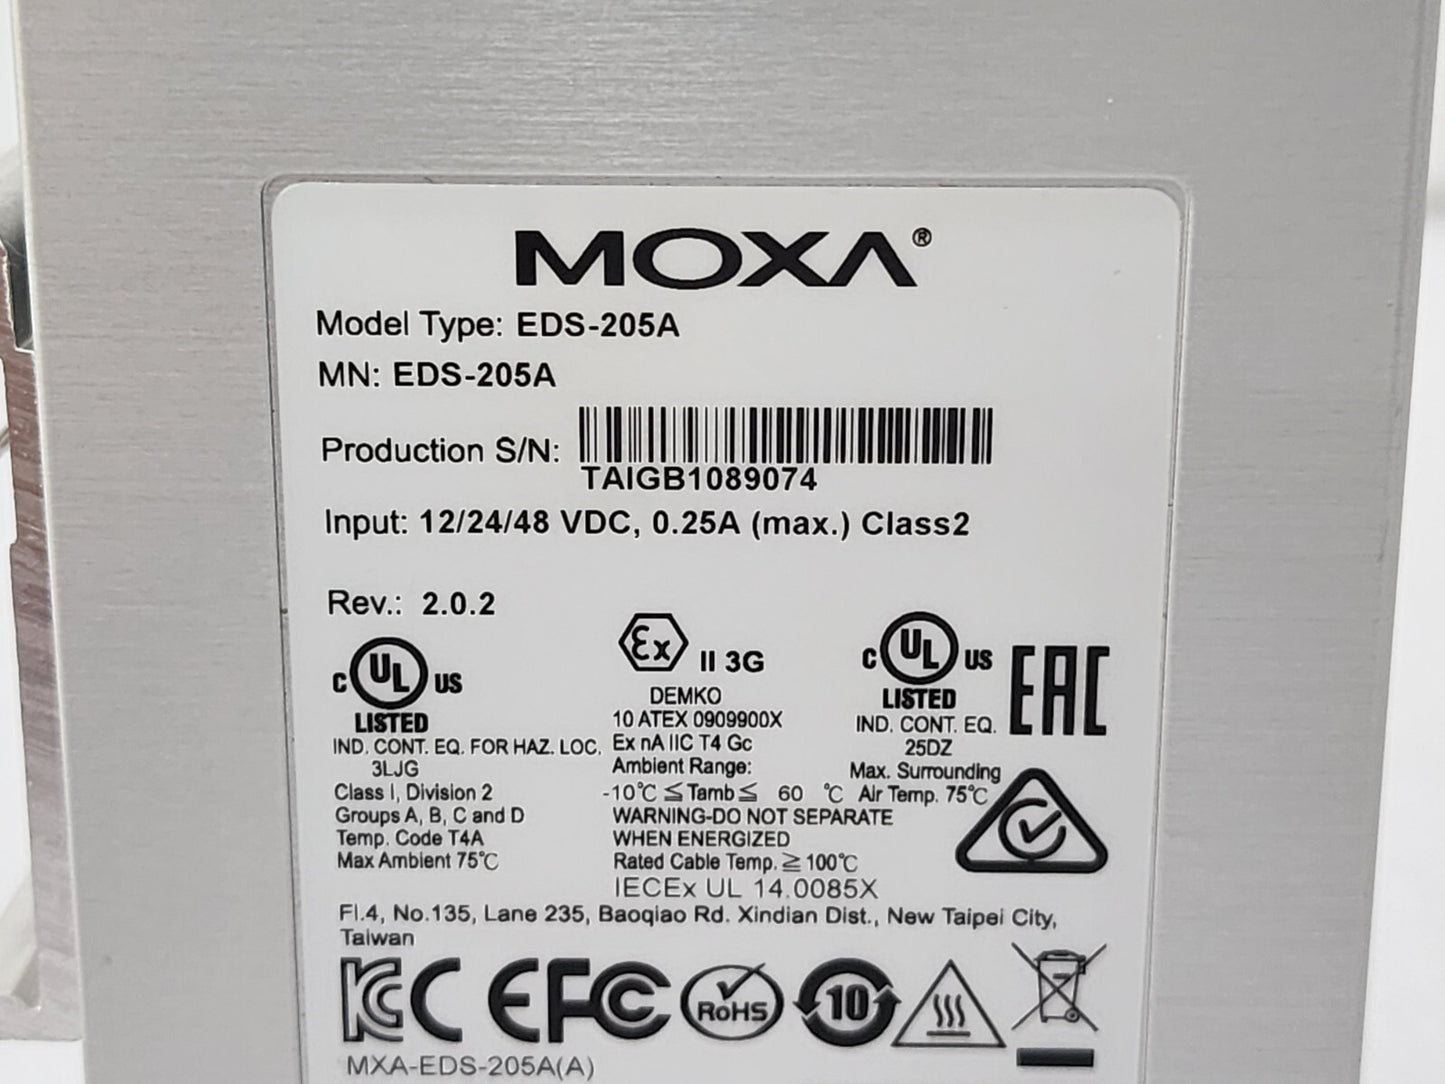 MOXA®
Model Type: EDS-205A
MN: EDS-205A
Production S/N:
TAIGB1089074
Input: 12/24/48 VDC, 0.25A (max.) Class2
Rev.: 2.0.2
C UL US
LISTED
IND. CONT. EQ. FOR HAZ. LOC.
3LJG
Class I, Division 2
Groups A, B, C and D
Temp. Code T4A
Max Ambient 75℃
Ex II 3G
DEMKO
10 ATEX 0909900X
Ex nA IIC T4 Gc
Ambient Range:
-10℃ ≦ Tamb ≦ 60 ℃
WARNING-DO NOT SEPARATE
WHEN ENERGIZED
Rated Cable Temp. ≧ 100℃
IECEx UL 14.0085X
C UL US
LISTED
IND. CONT. EQ.
25DZ
Max. Surrounding
Air Temp. 75℃
EAC
Fl.4, No.135, Lane 235, Baoqiao Rd. Xindian Dist., New Taipei City,
Taiwan
KC CE FC RoHS 10
MXA-EDS-205A(A)